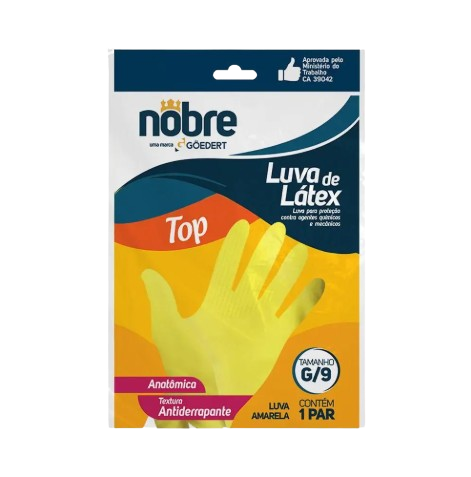 Aprovada pelo
Ministério do
Trabalho
CA 39042
nobre
uma marca GÖEDERT
Luva de
Látex
Luva para proteção
contra agentes químicos
e mecânicos
Top
TAMANHO
G/9
Anatômica
Textura
Antiderrapante
LUVA
AMARELA
CONTÉM
1 PAR